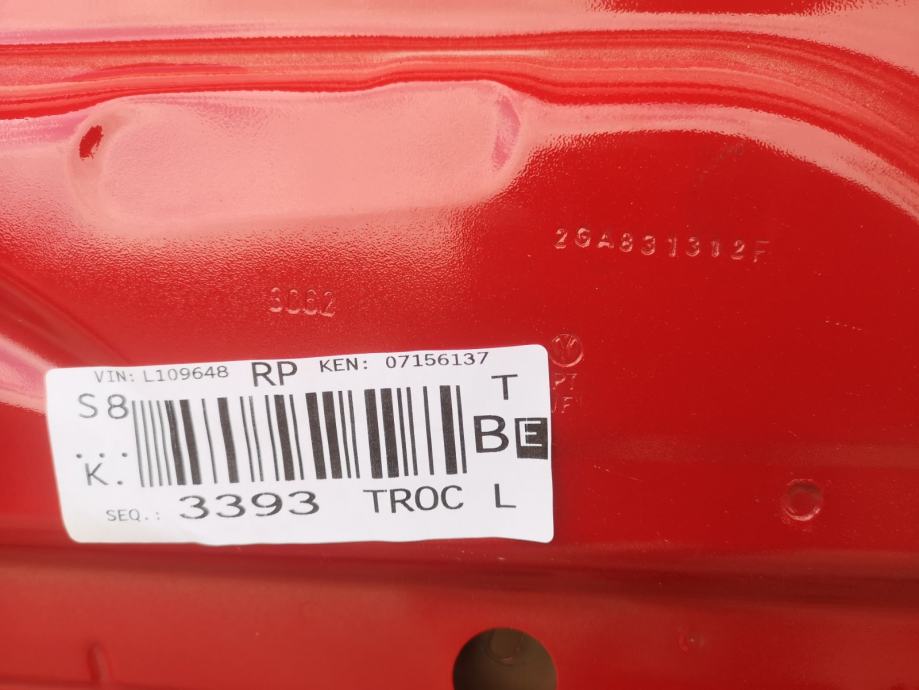 2GA831312F
3062
VIN: L109648 RP KEN: 07156137
S8 T
... BE
K.
SEQ.: 3393 TROC L